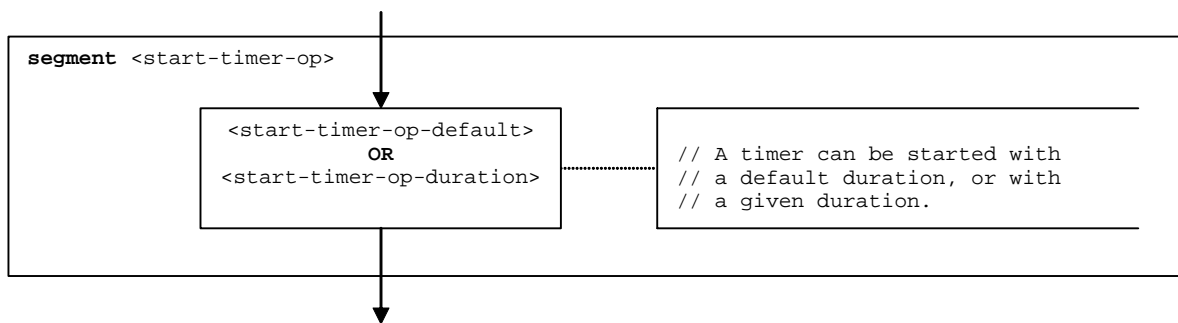 segment <start-timer-op>
<start-timer-op-default>
OR
<start-timer-op-duration>
// A timer can be started with
// a default duration, or with
// a given duration.